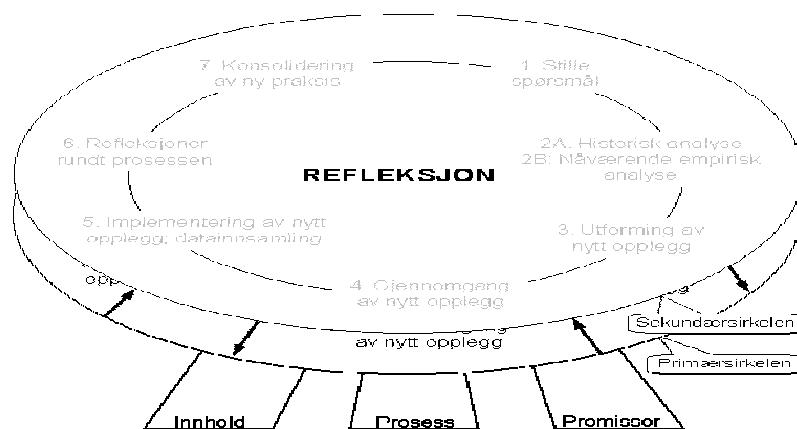 7. Konsolidering
av ny praksis
1. Stille
spørsmål
6. Refleksjoner
rundt prosessen
2A. Historisk analyse
2B: Nåværende empirisk
analyse
REFLEKSJON
5. Implementering av nytt
opplegg; datainnsamling
3. Utforming av
nytt opplegg
4. Gjennomgang
av nytt opplegg
Sekundærsirkelen
av nytt opplegg
Primærsirkelen
Innhold
Prosess
Promissor